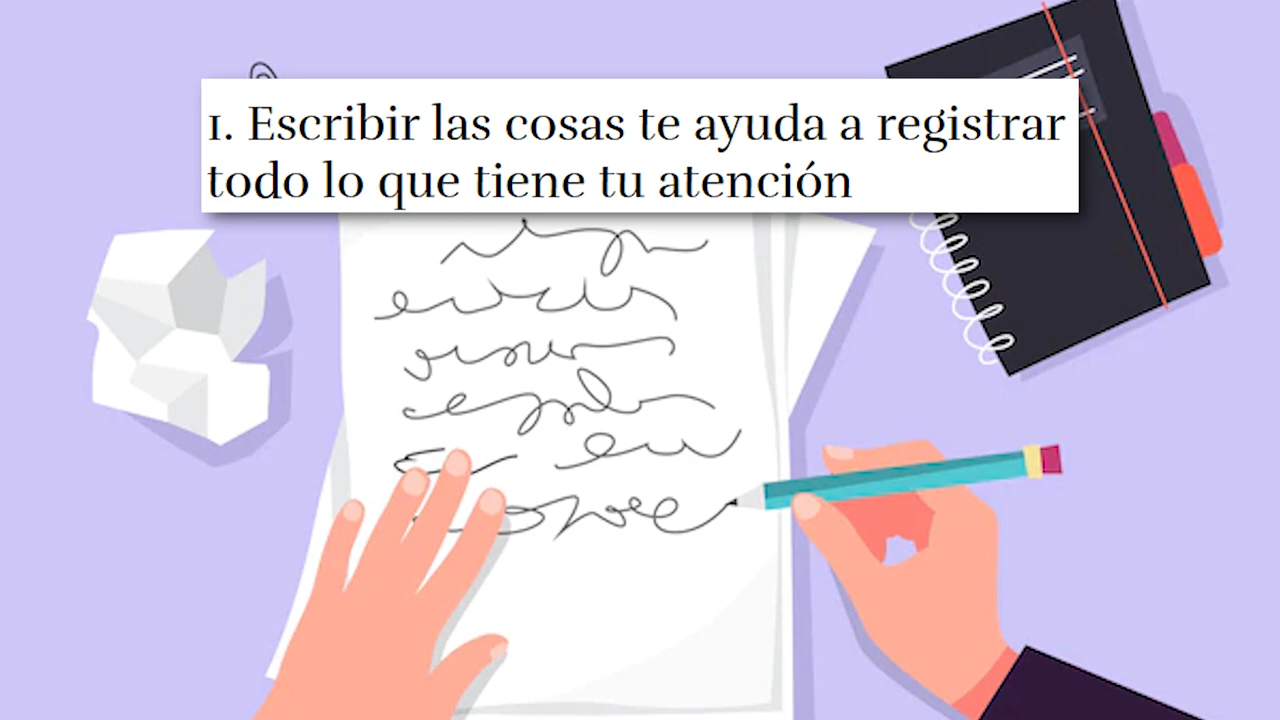 1. Escribir las cosas te ayuda a registrar
todo lo que tiene tu atención